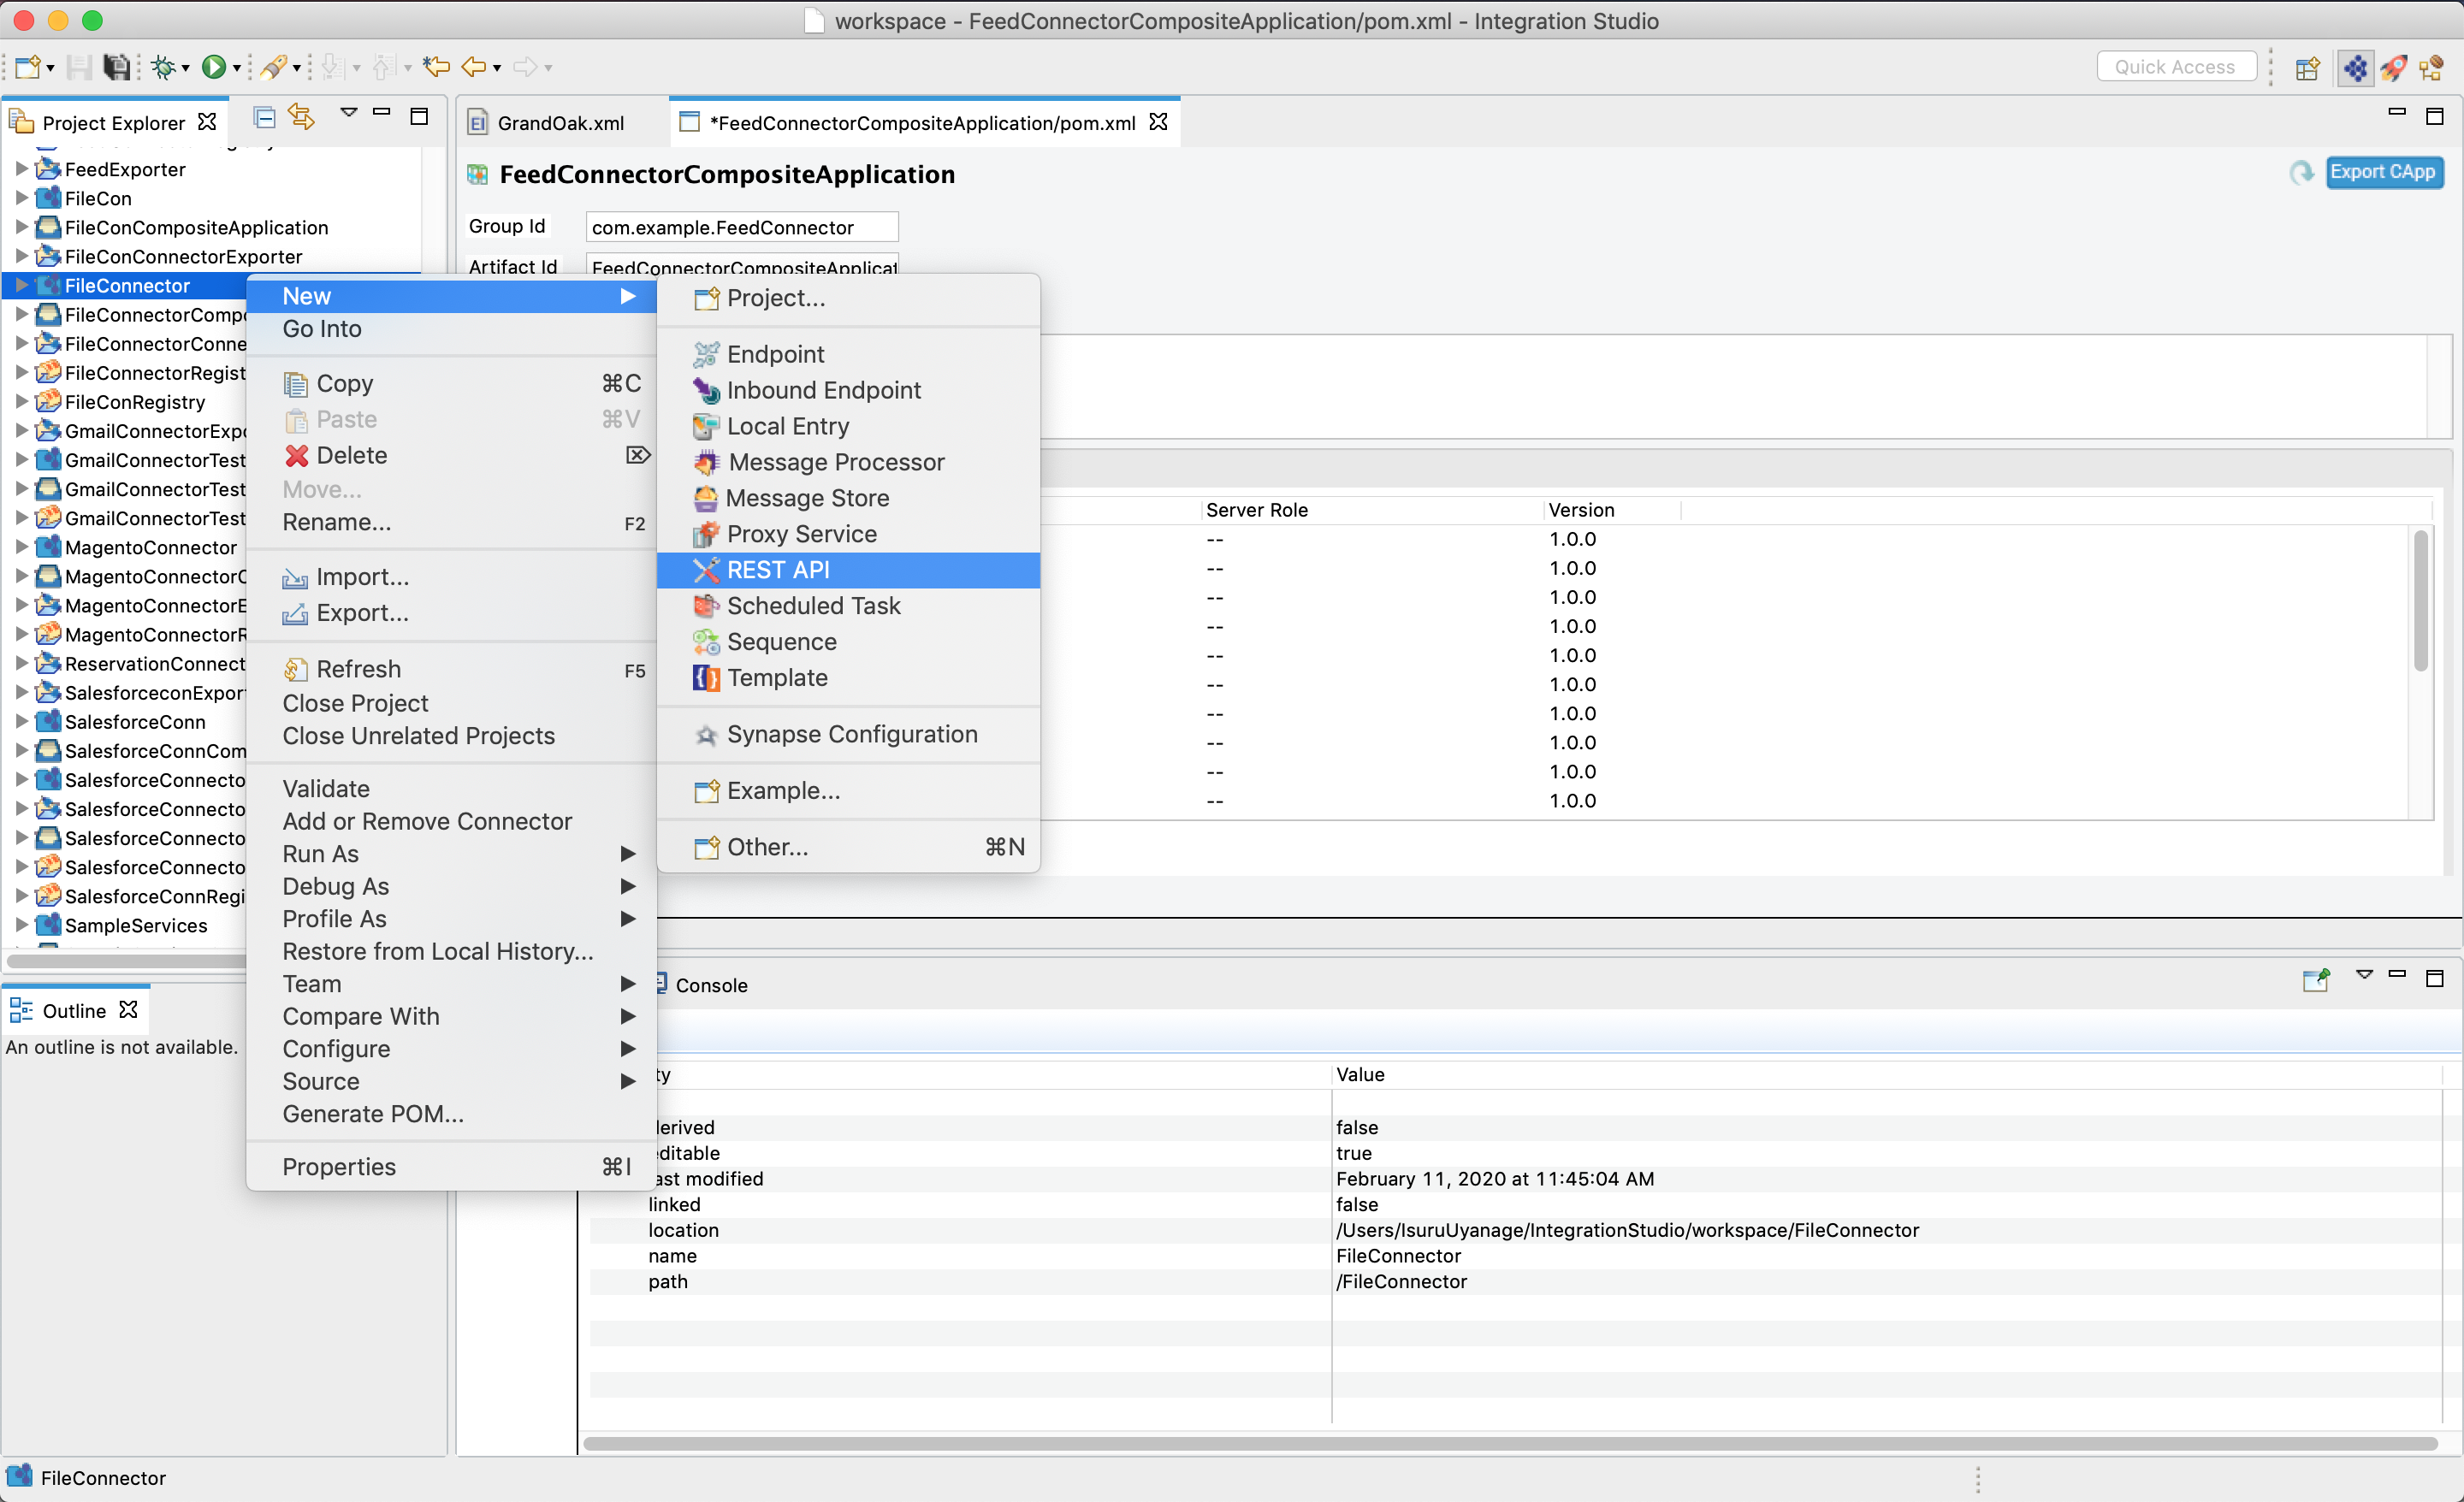 workspace - FeedConnectorCompositeApplication/pom.xml - Integration Studio
Quick Access
Project Explorer
FeedExporter
FileCon
FileConCompositeApplication
FileConConnectorExporter
FileConnector
FileConnectorCompo
FileConnectorConne
FileConnectorRegist
FileConRegistry
GmailConnectorExpo
GmailConnectorTest
GmailConnectorTest
GmailConnectorTest
MagentoConnector
MagentoConnectorC
MagentoConnectorE
MagentoConnectorR
ReservationConnect
SalesforceconExport
SalesforceConn
SalesforceConnCom
SalesforceConnecto
SalesforceConnecto
SalesforceConnecto
SalesforceConnecto
SalesforceConnRegi
SampleServices
New
Go Into
Copy ⌘C
Paste ⌘V
Delete ⌦
Move...
Rename... F2
Import...
Export...
Refresh F5
Close Project
Close Unrelated Projects
Validate
Add or Remove Connector
Run As
Debug As
Profile As
Restore from Local History...
Team
Compare With
Configure
Source
Generate POM...
Properties ⌘I
Project...
Endpoint
Inbound Endpoint
Local Entry
Message Processor
Message Store
Proxy Service
REST API
Scheduled Task
Sequence
Template
Synapse Configuration
Example...
Other... ⌘N
GrandOak.xml
*FeedConnectorCompositeApplication/pom.xml
FeedConnectorCompositeApplication
Export CApp
Group Id com.example.FeedConnector
Artifact Id FeedConnectorCompositeApplicat
Server Role Version
-- 1.0.0
-- 1.0.0
-- 1.0.0
-- 1.0.0
-- 1.0.0
-- 1.0.0
-- 1.0.0
-- 1.0.0
-- 1.0.0
-- 1.0.0
Outline
An outline is not available.
Console
ty Value
derived false
editable true
last modified February 11, 2020 at 11:45:04 AM
linked false
location /Users/IsuruUyanage/IntegrationStudio/workspace/FileConnector
name FileConnector
path /FileConnector
FileConnector